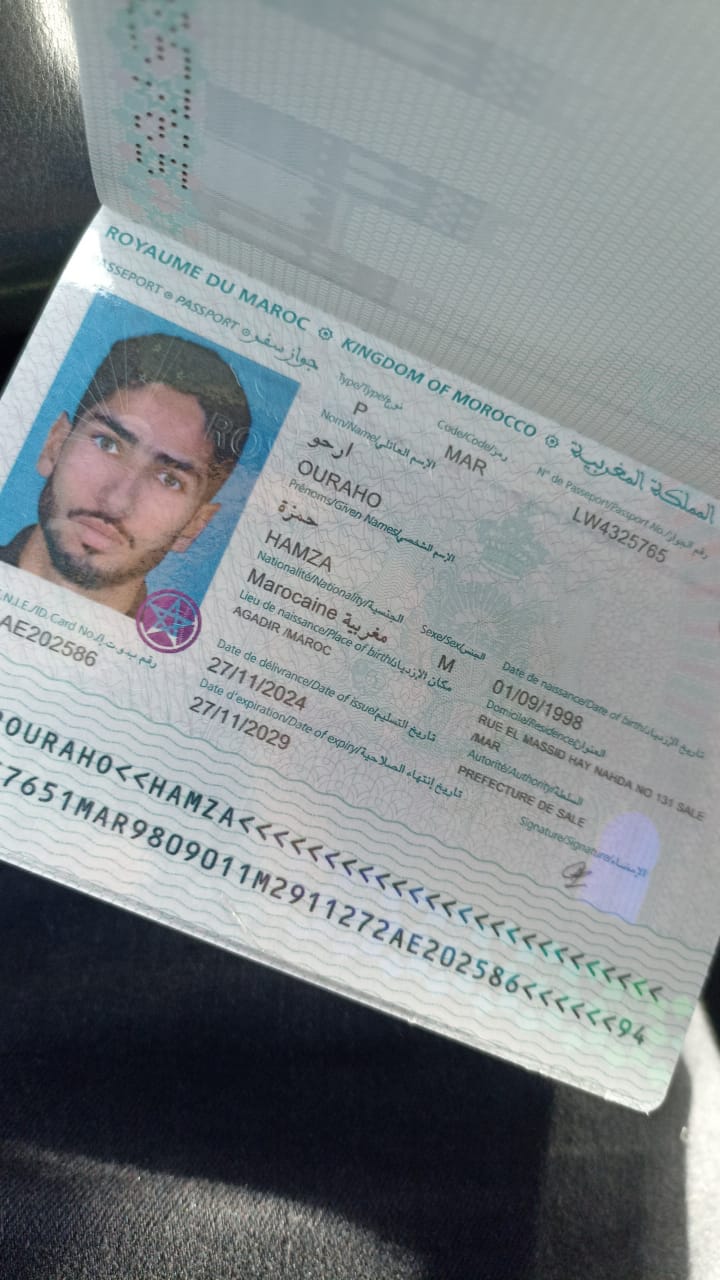 ROYAUME DU MAROC KINGDOM OF MOROCCO المملكة المغربية
PASSEPORT PASSPORT جواز سفر
Type/Type/نوع
P
Code/Code/رمز
MAR
N° de Passeport/Passport No./رقم الجواز
LW4325765
Nom/Name/الإسم العائلي
ارحو
OURAHO
Prénoms/Given Names/الإسم الشخصي
حمزة
HAMZA
Nationalité/Nationality/الجنسية
Marocaine مغربية
Sexe/Sex/الجنس
M
Date de naissance/Date of birth/تاريخ الإزدياد
01/09/1998
Lieu de naissance/Place of birth/مكان الإزدياد
AGADIR /MAROC
Domicile/Residence/العنوان
RUE EL MASSID HAY NAHDA NO 131 SALE
/MAR
Date de délivrance/Date of issue/تاريخ التسليم
27/11/2024
Autorité/Authority/السلطة
PREFECTURE DE SALE
Date d'expiration/Date of expiry/تاريخ إنتهاء الصلاحية
27/11/2029
Signature/Signature/الإمضاء
C.N.I.E./ID. Card No./رقم ب.و.ت.إ
AE202586
OURAHO<<HAMZA<<<<<<<<<<<<<<<<<<<<<<<<<
7651MAR9809011M2911272AE202586<<<<<<94